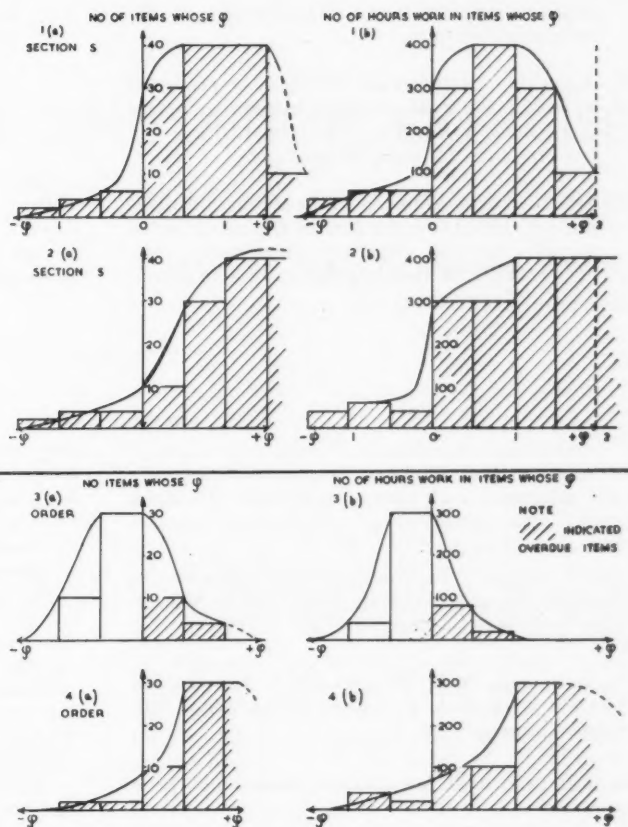 NO OF ITEMS WHOSE φ
NO OF HOURS WORK IN ITEMS WHOSE φ
1 (a)
SECTION S
40
30
20
10
0
1
+φ
1 (b)
400
300
200
100
-φ
1
0
1
+φ 2
2 (a)
SECTION S
40
30
20
10
-φ
0
+φ
2 (b)
400
300
200
100
-φ
1
0
1
+φ 2
NO ITEMS WHOSE φ
NO OF HOURS WORK IN ITEMS WHOSE φ
3 (a)
ORDER
30
20
10
-φ
3 (b)
300
200
100
-φ
+φ
NOTE
INDICATED
OVERDUE ITEMS
4 (a)
ORDER
30
20
10
-φ
+φ
4 (b)
300
200
100
-φ
+φ